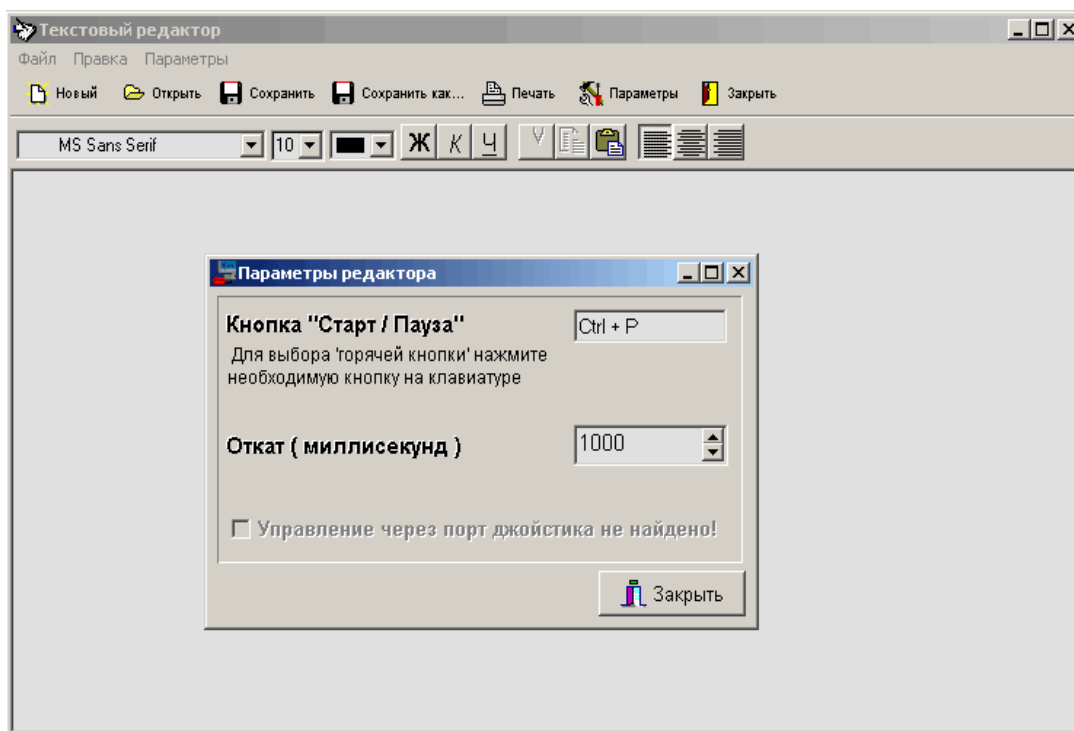 Текстовый редактор
Файл Правка Параметры
Новый Открыть Сохранить Сохранить как... Печать Параметры Закрыть
MS Sans Serif 10 Ж К Ч
Параметры редактора
Кнопка "Старт / Пауза" Ctrl + P
Для выбора 'горячей кнопки' нажмите
необходимую кнопку на клавиатуре
Откат ( миллисекунд ) 1000
Управление через порт джойстика не найдено!
Закрыть